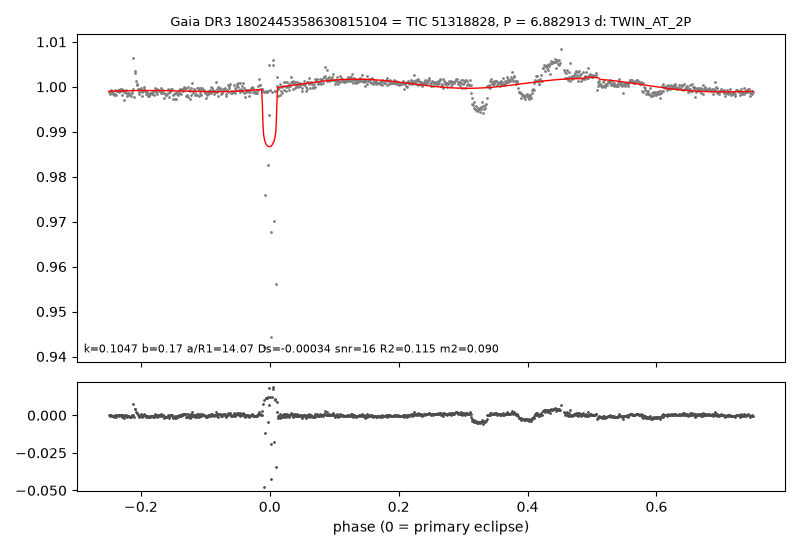 Gaia DR3 1802445358630815104 = TIC 51318828, P = 6.882913 d: TWIN_AT_2P
1.01
1.00
0.99
0.98
0.97
0.96
0.95
0.94
k=0.1047 b=0.17 a/R1=14.07 Ds=-0.00034 snr=16 R2=0.115 m2=0.090
0.000
−0.025
−0.050
−0.2 0.0 0.2 0.4 0.6
phase (0 = primary eclipse)